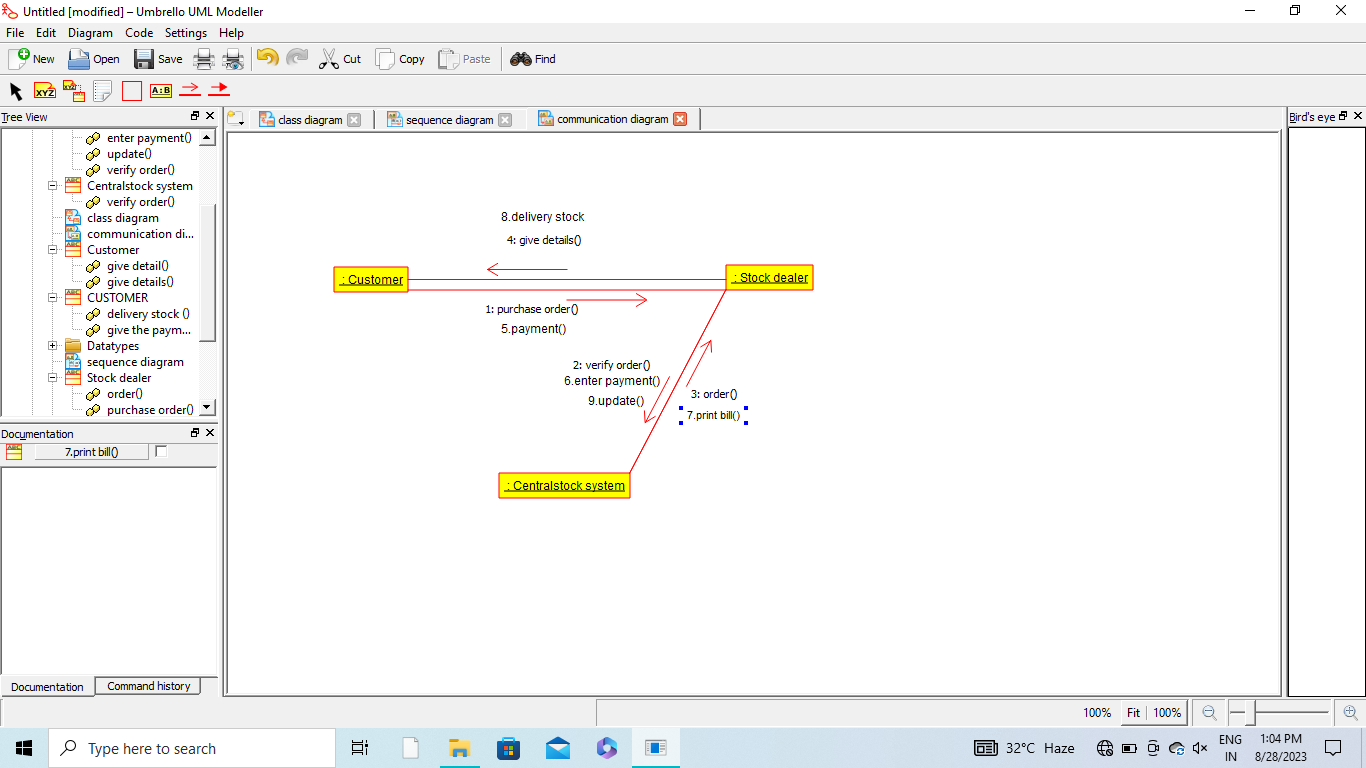 Untitled [modified] – Umbrello UML Modeller
File Edit Diagram Code Settings Help
New Open Save Cut Copy Paste Find
XYZ XYZ A:B
Tree View
class diagram
sequence diagram
communication diagram
Bird's eye
enter payment()
update()
verify order()
Centralstock system
verify order()
class diagram
communication di...
Customer
give detail()
give details()
CUSTOMER
delivery stock ()
give the paym...
Datatypes
sequence diagram
Stock dealer
order()
purchase order()
Documentation
7.print bill()
Documentation
Command history
8.delivery stock
4: give details()
: Customer
: Stock dealer
1: purchase order()
5.payment()
2: verify order()
6.enter payment()
9.update()
3: order()
7.print bill()
: Centralstock system
100% Fit 100%
Type here to search
32°C Haze
ENG
IN
1:04 PM
8/28/2023